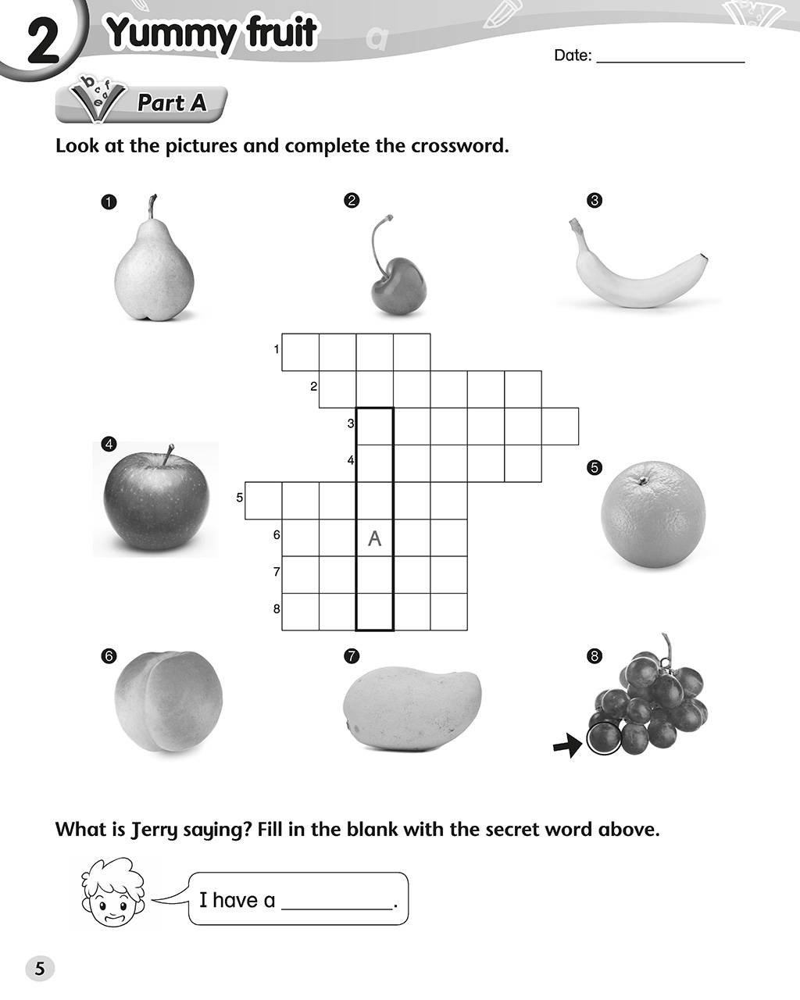 2
Yummy fruit
a
Date: ____________________
b
c f
e a
Part A
Look at the pictures and complete the crossword.
1
2
3
1
2
3
4
4
5
5
6
A
7
8
6
7
8
What is Jerry saying? Fill in the blank with the secret word above.
I have a __________.
5